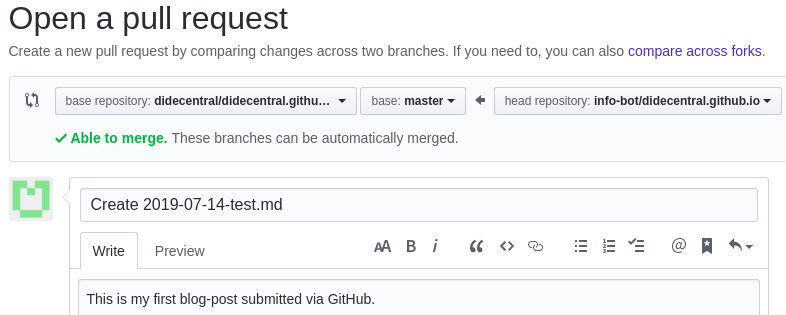 Open a pull request
Create a new pull request by comparing changes across two branches. If you need to, you can also compare across forks.
base repository: didecentral/didecentral.githu… base: master head repository: info-bot/didecentral.github.io
Able to merge. These branches can be automatically merged.
Create 2019-07-14-test.md
Write Preview AA B i “ <> @
This is my first blog-post submitted via GitHub.